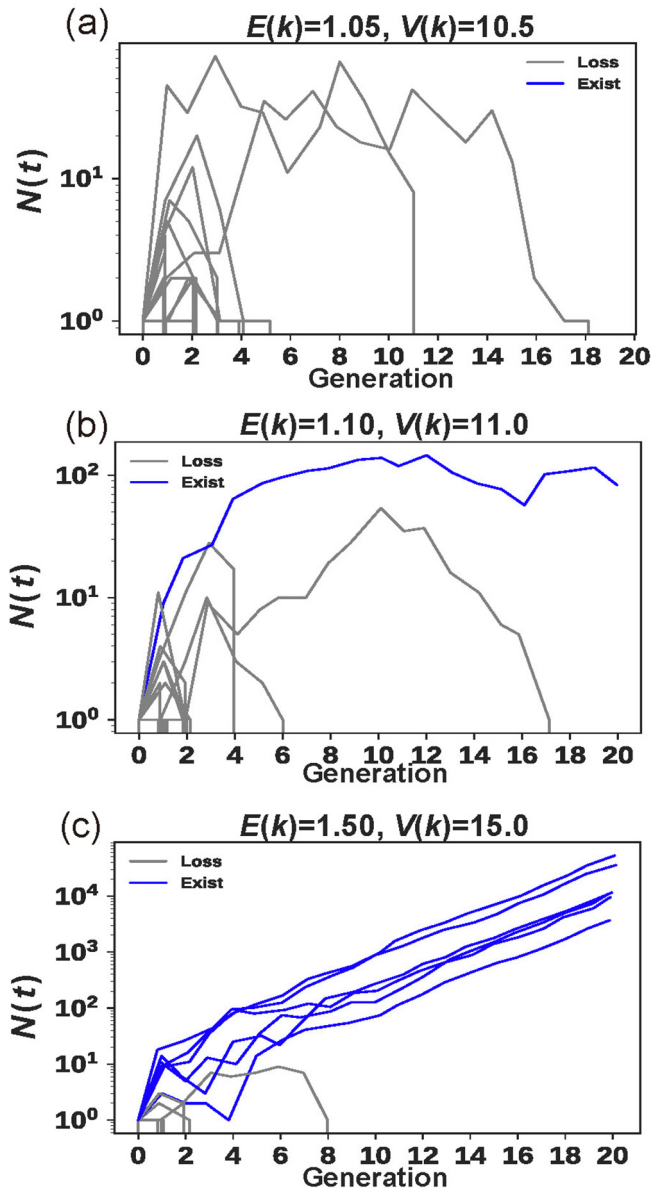 (a)
E(k)=1.05, V(k)=10.5
Loss
Exist
N(t)
10¹
10⁰
0 2 4 6 8 10 12 14 16 18 20
Generation
(b)
E(k)=1.10, V(k)=11.0
Loss
Exist
N(t)
10²
10¹
10⁰
0 2 4 6 8 10 12 14 16 18 20
Generation
(c)
E(k)=1.50, V(k)=15.0
Loss
Exist
N(t)
10⁴
10³
10²
10¹
10⁰
0 2 4 6 8 10 12 14 16 18 20
Generation